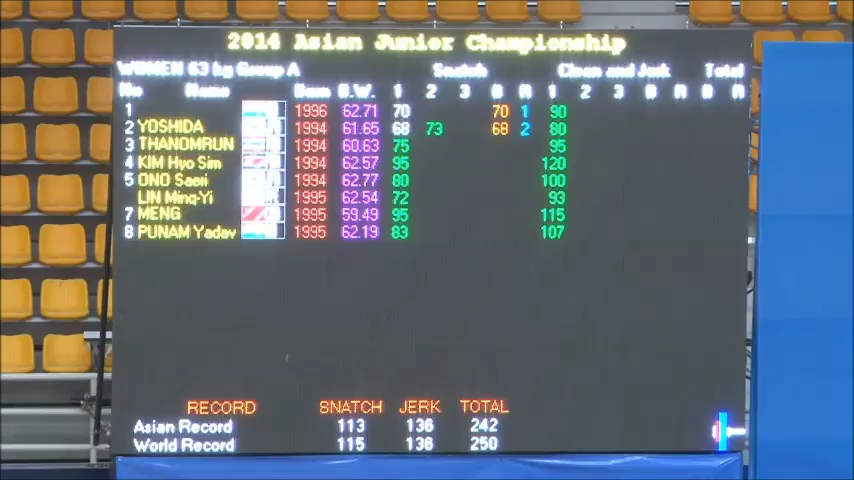 2014 Asian Junior Championship
WOMEN 63 kg Group A Snatch Clean and Jerk Total
No Name Born B.W. 1 2 3 B R 1 2 3 B R B R
1 1996 62.71 70 70 1 90
2 YOSHIDA 1994 61.65 68 73 68 2 80
3 THANOMRUN 1994 60.63 75 95
4 KIM Hyo Sim 1994 62.57 95 120
5 ONO Saeri 1994 62.77 80 100
LIN Ming-Yi 1995 62.54 72 93
7 MENG 1995 59.49 95 115
8 PUNAM Yadav 1995 62.19 83 107
RECORD SNATCH JERK TOTAL
Asian Record 113 136 242
World Record 115 136 250